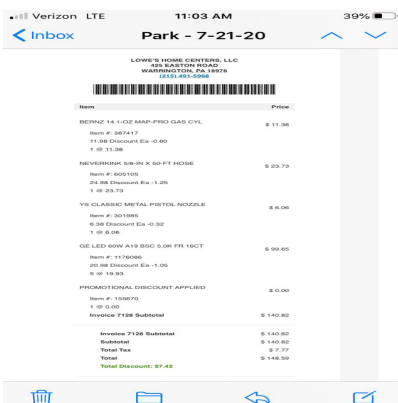 Verizon LTE 11:03 AM 39%
Inbox Park - 7-21-20
LOWE'S HOME CENTERS, LLC
425 EASTON ROAD
WARRINGTON, PA 18976
(215) 491-5958
Item Price
BERNZ 14.1-OZ MAP-PRO GAS CYL $ 11.38
Item #: 387417
11.98 Discount Ea -0.60
1 @ 11.38
NEVERKINK 5/8-IN X 50-FT HOSE $ 23.73
Item #: 605105
24.98 Discount Ea -1.25
1 @ 23.73
YS CLASSIC METAL PISTOL NOZZLE $ 6.06
Item #: 301985
6.38 Discount Ea -0.32
1 @ 6.06
GE LED 60W A19 BSC 5.0K FR 16CT $ 99.65
Item #: 1176086
20.98 Discount Ea -1.05
5 @ 19.93
PROMOTIONAL DISCOUNT APPLIED $ 0.00
Item #: 155670
1 @ 0.00
Invoice 7128 Subtotal $ 140.82
Invoice 7128 Subtotal $ 140.82
Subtotal $ 140.82
Total Tax $ 7.77
Total $ 148.59
Total Discount: $7.42